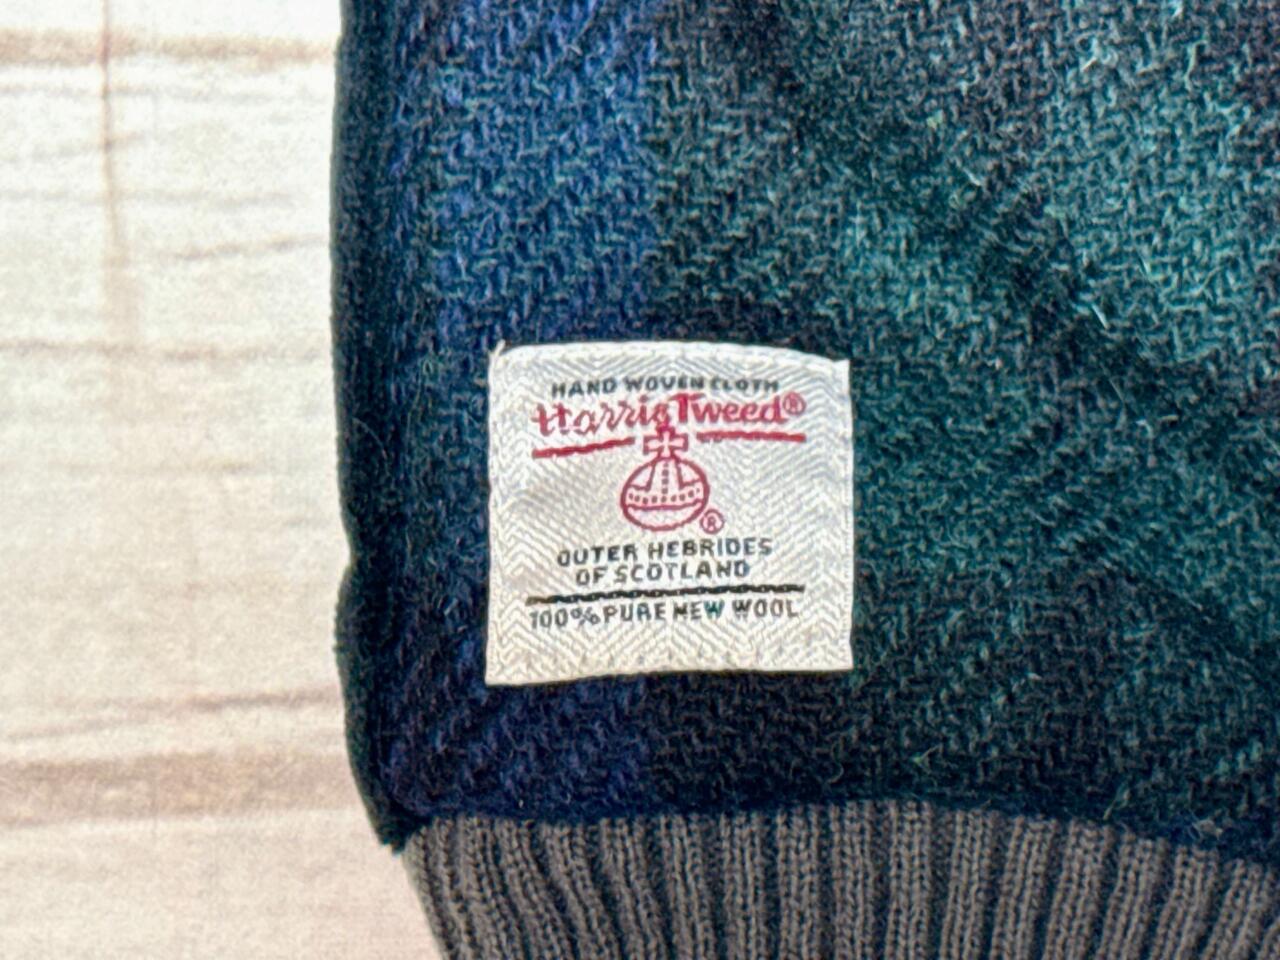 HAND WOVEN CLOTH
Harris Tweed®
®
OUTER HEBRIDES
OF SCOTLAND
100% PURE NEW WOOL